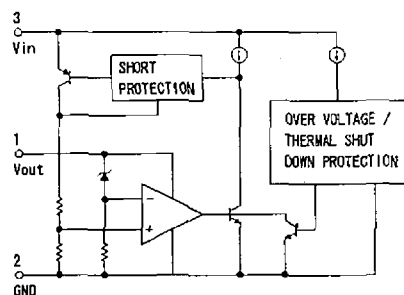 3
Vin
SHORT
PROTECTION
OVER VOLTAGE /
THERMAL SHUT
DOWN PROTECTION
1
Vout
−
+
2
GND